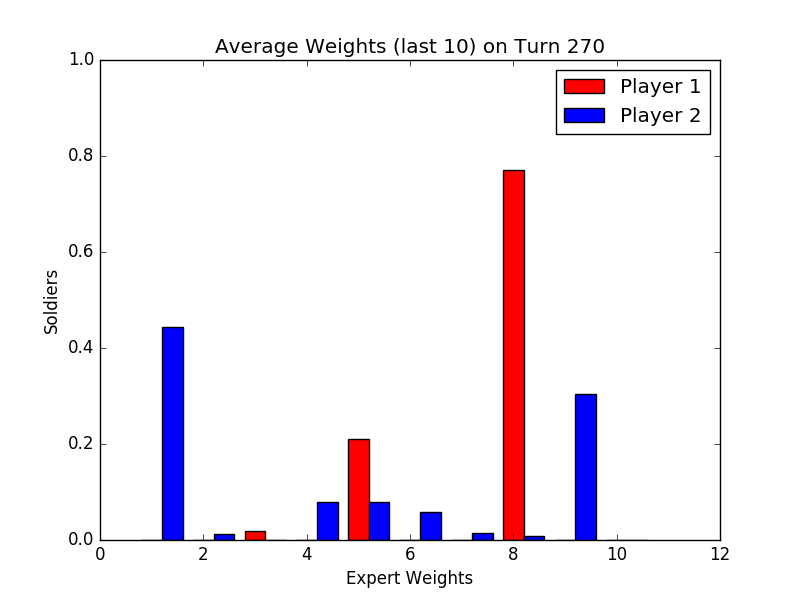 Average Weights (last 10) on Turn 270
1.0
Player 1
Player 2
0.8
0.6
Soldiers
0.4
0.2
0.0
0 2 4 6 8 10 12
Expert Weights